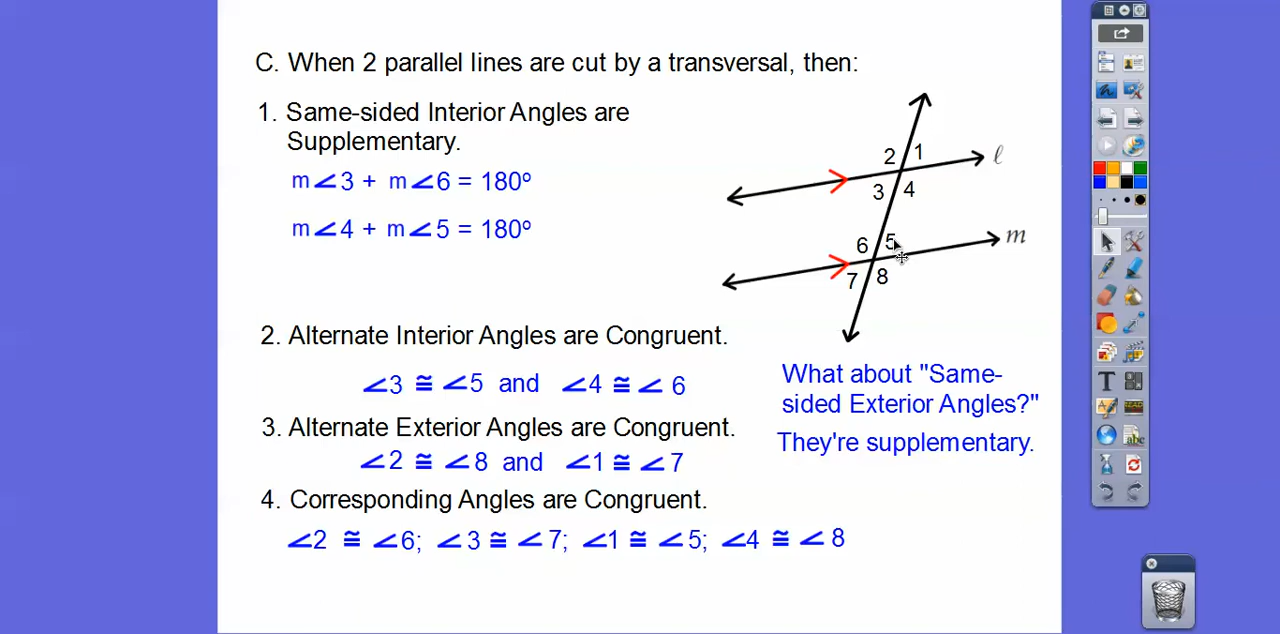 C. When 2 parallel lines are cut by a transversal, then:
1. Same-sided Interior Angles are
Supplementary.
m∠3 + m∠6 = 180º
m∠4 + m∠5 = 180º
2 1
ℓ
3 4
6 5
m
7 8
2. Alternate Interior Angles are Congruent.
∠3 ≅ ∠5 and ∠4 ≅ ∠ 6
3. Alternate Exterior Angles are Congruent.
∠2 ≅ ∠8 and ∠1 ≅ ∠7
4. Corresponding Angles are Congruent.
∠2 ≅ ∠6; ∠3 ≅ ∠7; ∠1 ≅ ∠5; ∠4 ≅ ∠ 8
What about "Same-
sided Exterior Angles?"
They're supplementary.